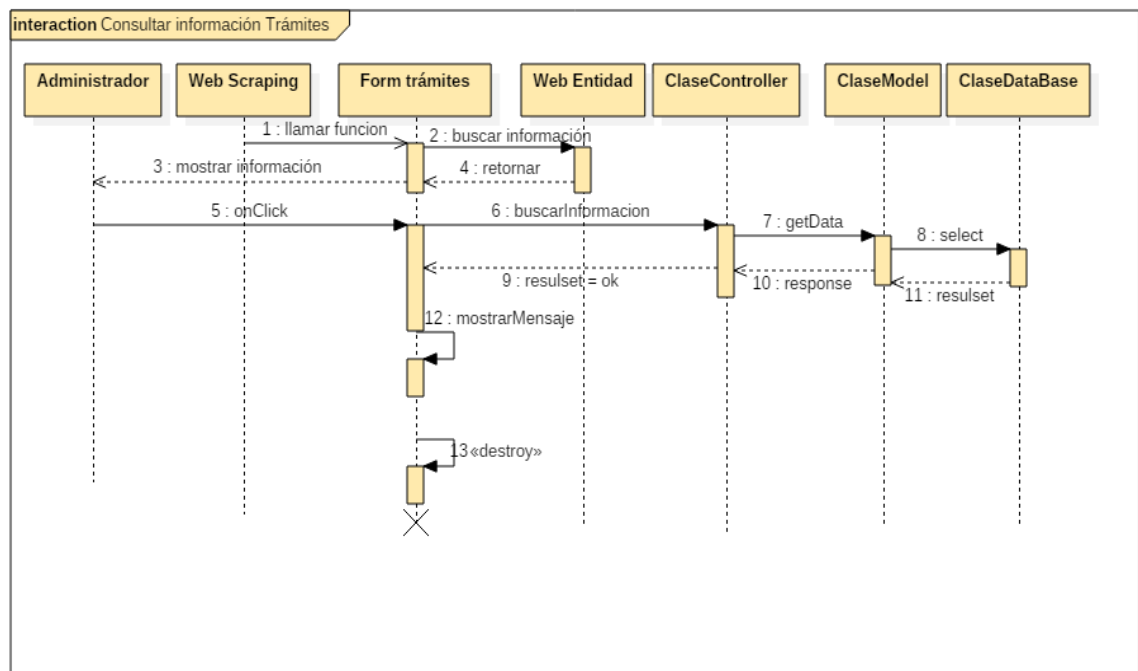 interaction Consultar información Trámites
Administrador
Web Scraping
Form trámites
Web Entidad
ClaseController
ClaseModel
ClaseDataBase
1 : llamar funcion
2 : buscar información
3 : mostrar información
4 : retornar
5 : onClick
6 : buscarInformacion
7 : getData
8 : select
9 : resulset = ok
10 : response
11 : resulset
12 : mostrarMensaje
13 «destroy»